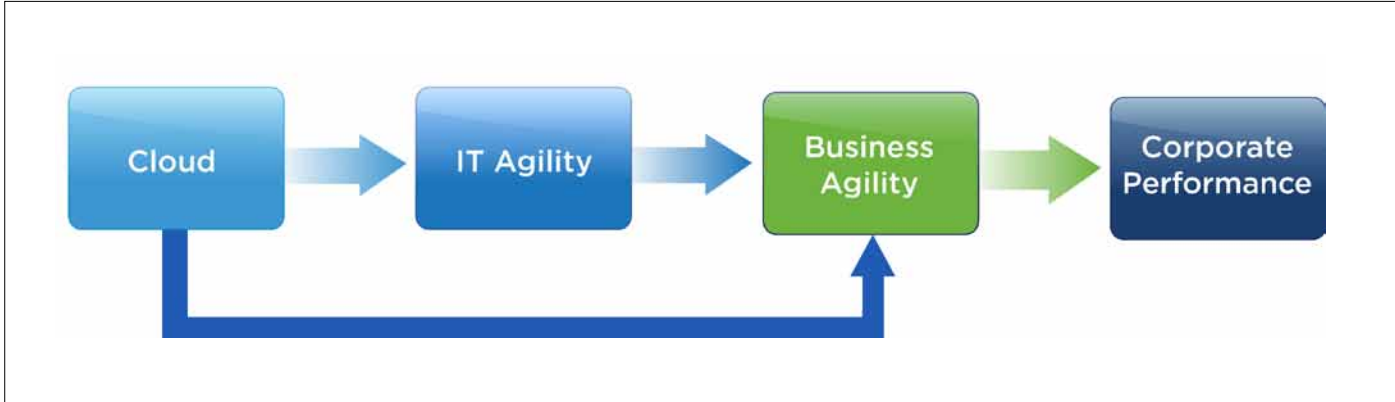 Cloud
IT Agility
Business
Agility
Corporate
Performance